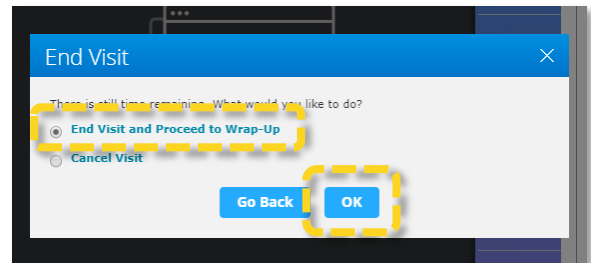 End Visit
There is still time remaining. What would you like to do?
End Visit and Proceed to Wrap-Up
Cancel Visit
Go Back OK